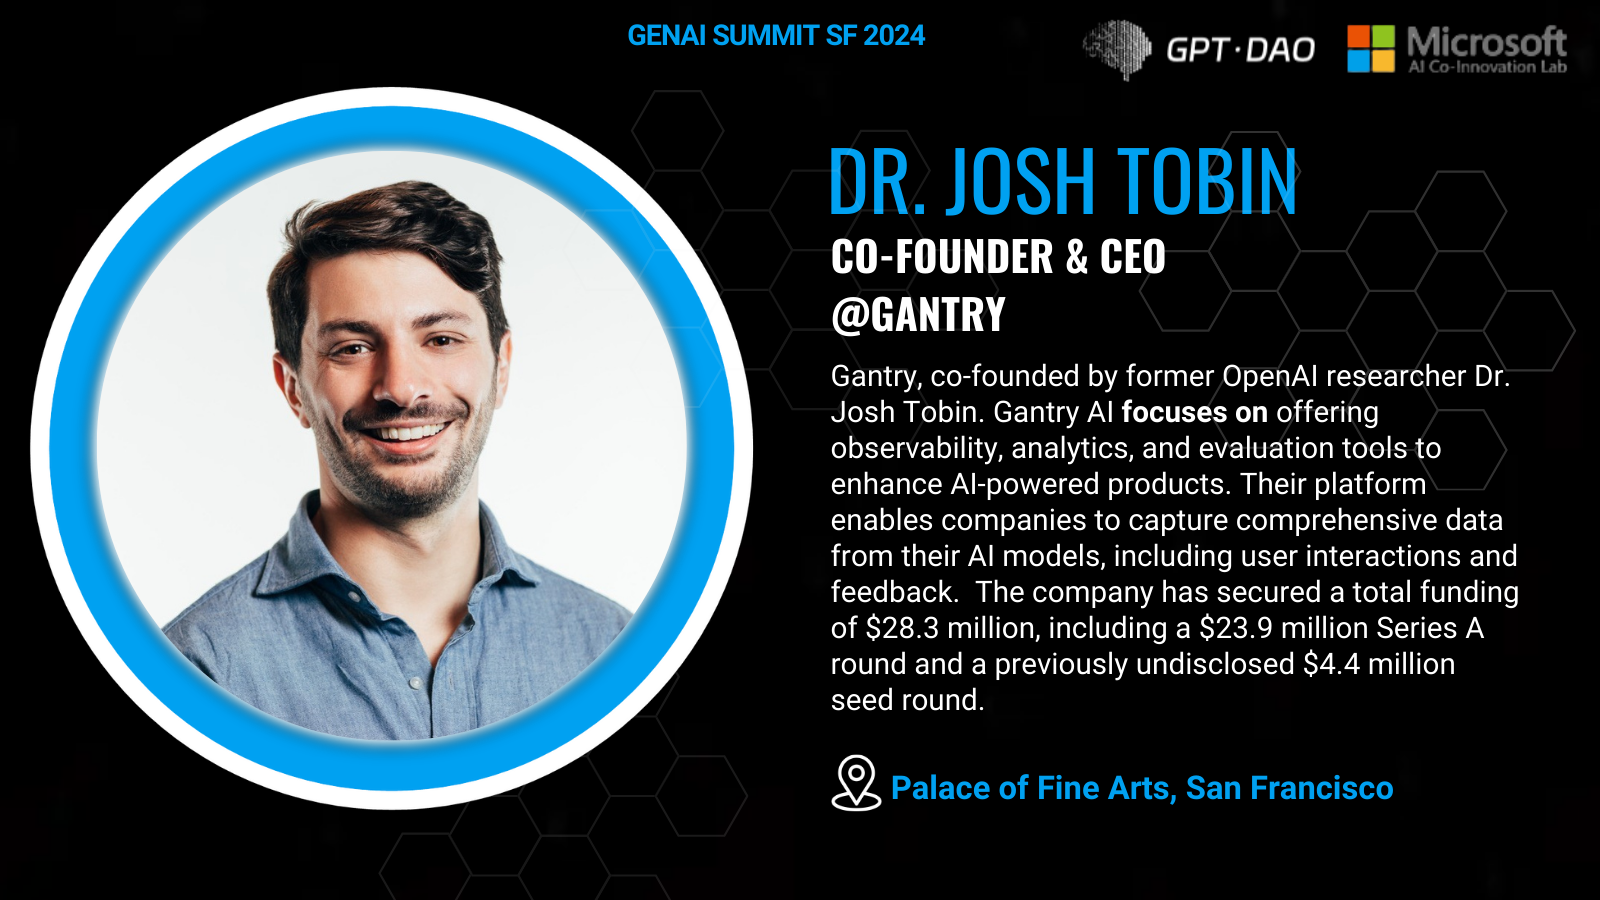 GENAI SUMMIT SF 2024
GPT·DAO
Microsoft
AI Co-Innovation Lab
DR. JOSH TOBIN
CO-FOUNDER & CEO
@GANTRY
Gantry, co-founded by former OpenAI researcher Dr.
Josh Tobin. Gantry AI focuses on offering
observability, analytics, and evaluation tools to
enhance AI-powered products. Their platform
enables companies to capture comprehensive data
from their AI models, including user interactions and
feedback.  The company has secured a total funding
of $28.3 million, including a $23.9 million Series A
round and a previously undisclosed $4.4 million
seed round.
Palace of Fine Arts, San Francisco